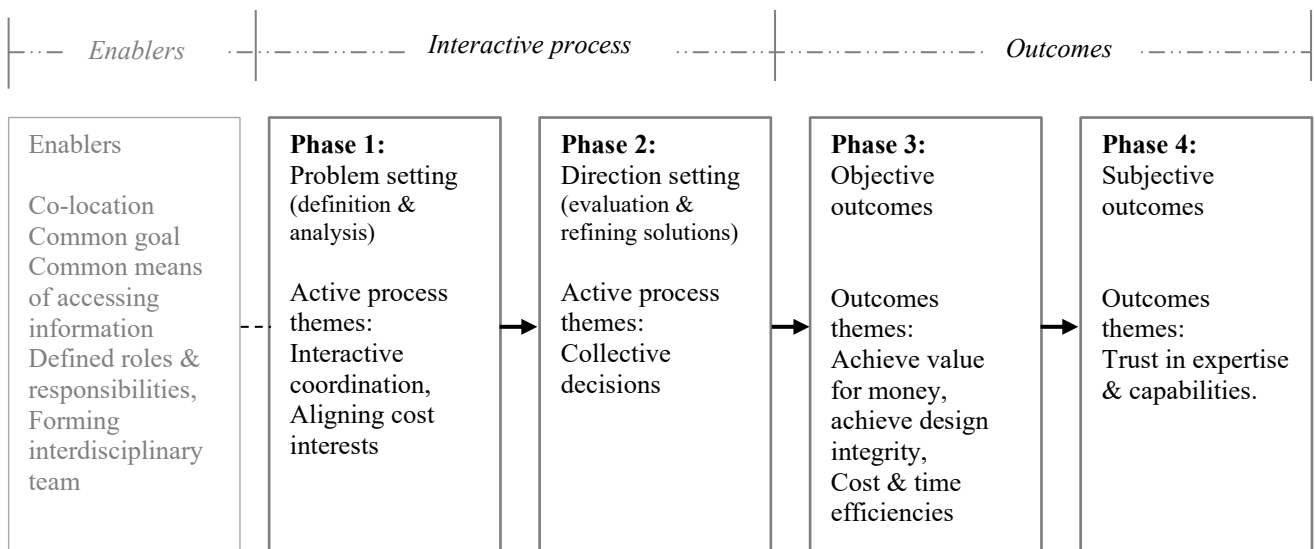 Enablers
Interactive process
Outcomes
Enablers
Co-location
Common goal
Common means
of accessing
information
Defined roles &
responsibilities,
Forming
interdisciplinary
team
Phase 1:
Problem setting
(definition &
analysis)
Active process
themes:
Interactive
coordination,
Aligning cost
interests
Phase 2:
Direction setting
(evaluation &
refining solutions)
Active process
themes:
Collective
decisions
Phase 3:
Objective
outcomes
Outcomes
themes:
Achieve value
for money,
achieve design
integrity,
Cost & time
efficiencies
Phase 4:
Subjective
outcomes
Outcomes
themes:
Trust in expertise
& capabilities.